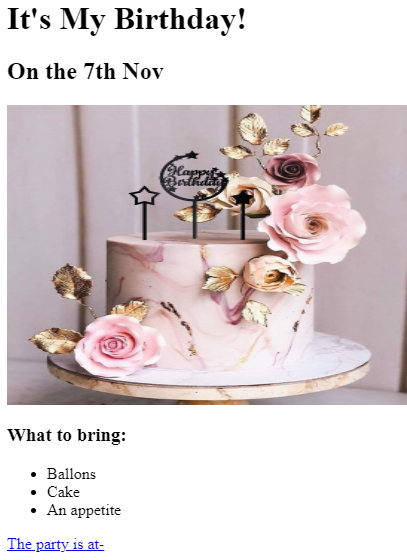 It's My Birthday!
On the 7th Nov
Happy
Birthday
What to bring:
Ballons
Cake
An appetite
The party is at-